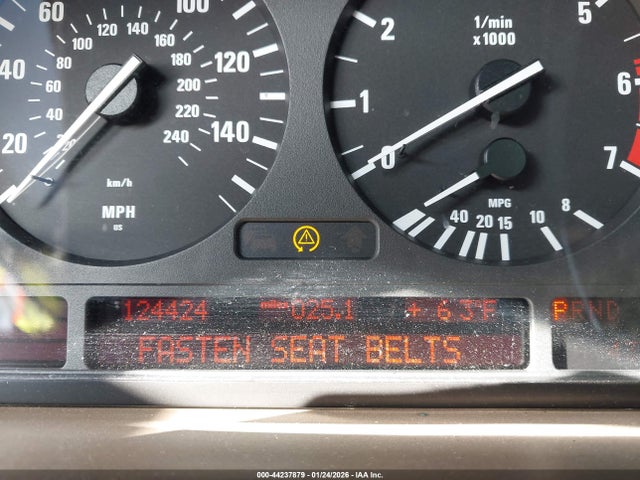 60 80 100 120 140
40
20
100 120 140 160 180 200 220 240
80
60
40
20
km/h
MPH
US
1/min
x1000
0 1 2 5 6 7
MPG
40 20 15 10 8
124424 025.1 + 63°F PRND
FASTEN SEAT BELTS
000-44237879 - 01/24/2026 - IAA Inc.